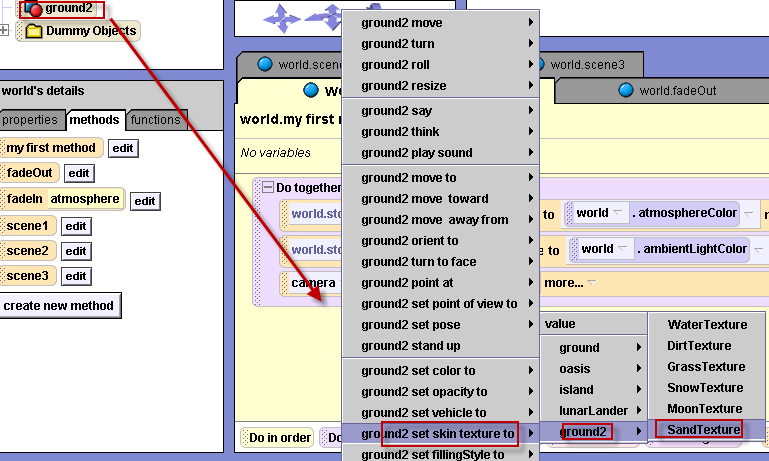 ground2
Dummy Objects
world's details
properties
methods
functions
my first method
edit
fadeOut
edit
fadeIn atmosphere
edit
scene1
edit
scene2
edit
scene3
edit
create new method
world.scene
world.scene3
world.fadeOut
world.my first
No variables
Do together
world.
to world . atmosphereColor
world.
to world . ambientLightColor
camera
more...
Do in order
ground2 move
ground2 turn
ground2 roll
ground2 resize
ground2 say
ground2 think
ground2 play sound
ground2 move to
ground2 move toward
ground2 move away from
ground2 orient to
ground2 turn to face
ground2 point at
ground2 set point of view to
ground2 set pose
ground2 stand up
ground2 set color to
ground2 set opacity to
ground2 set vehicle to
ground2 set skin texture to
ground2 set fillingStyle to
value
ground
oasis
island
lunarLander
ground2
WaterTexture
DirtTexture
GrassTexture
SnowTexture
MoonTexture
SandTexture